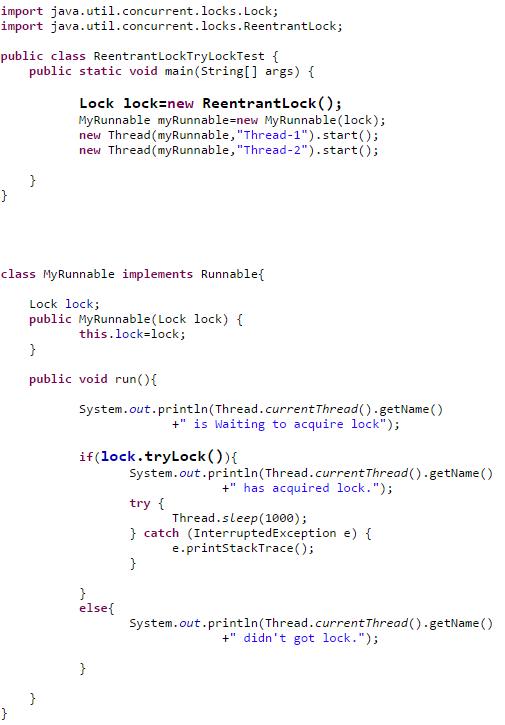 import java.util.concurrent.locks.Lock;
import java.util.concurrent.locks.ReentrantLock;
public class ReentrantLockTryLockTest {
public static void main(String[] args) {
Lock lock=new ReentrantLock();
MyRunnable myRunnable=new MyRunnable(lock);
new Thread(myRunnable,"Thread-1").start();
new Thread(myRunnable,"Thread-2").start();
}
}
class MyRunnable implements Runnable{
Lock lock;
public MyRunnable(Lock lock) {
this.lock=lock;
}
public void run(){
System.out.println(Thread.currentThread().getName()
+" is Waiting to acquire lock");
if(lock.tryLock()){
System.out.println(Thread.currentThread().getName()
+" has acquired lock.");
try {
Thread.sleep(1000);
} catch (InterruptedException e) {
e.printStackTrace();
}
}
else{
System.out.println(Thread.currentThread().getName()
+" didn't got lock.");
}
}
}